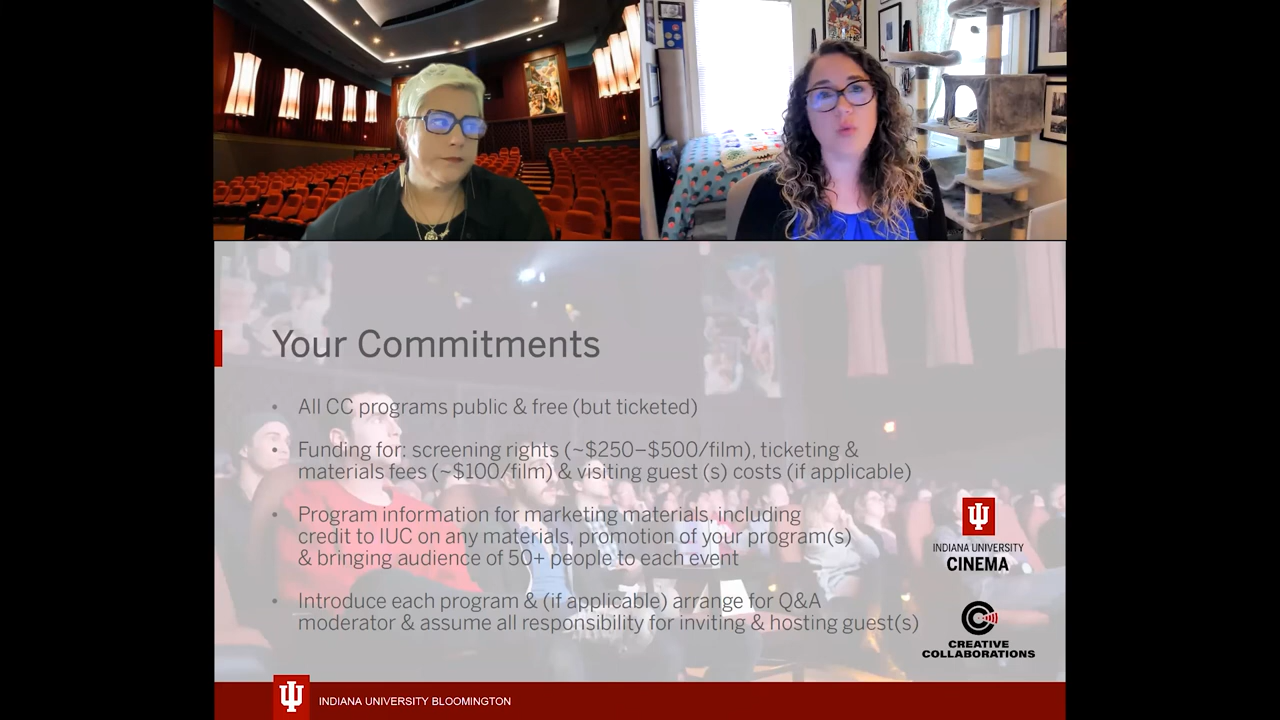 Your Commitments
• All CC programs public & free (but ticketed)
• Funding for: screening rights (~$250–$500/film), ticketing &
materials fees (~$100/film) & visiting guest (s) costs (if applicable)
• Program information for marketing materials, including
credit to IUC on any materials, promotion of your program(s)
& bringing audience of 50+ people to each event
• Introduce each program & (if applicable) arrange for Q&A
moderator & assume all responsibility for inviting & hosting guest(s)
INDIANA UNIVERSITY
CINEMA
CREATIVE
COLLABORATIONS
INDIANA UNIVERSITY BLOOMINGTON